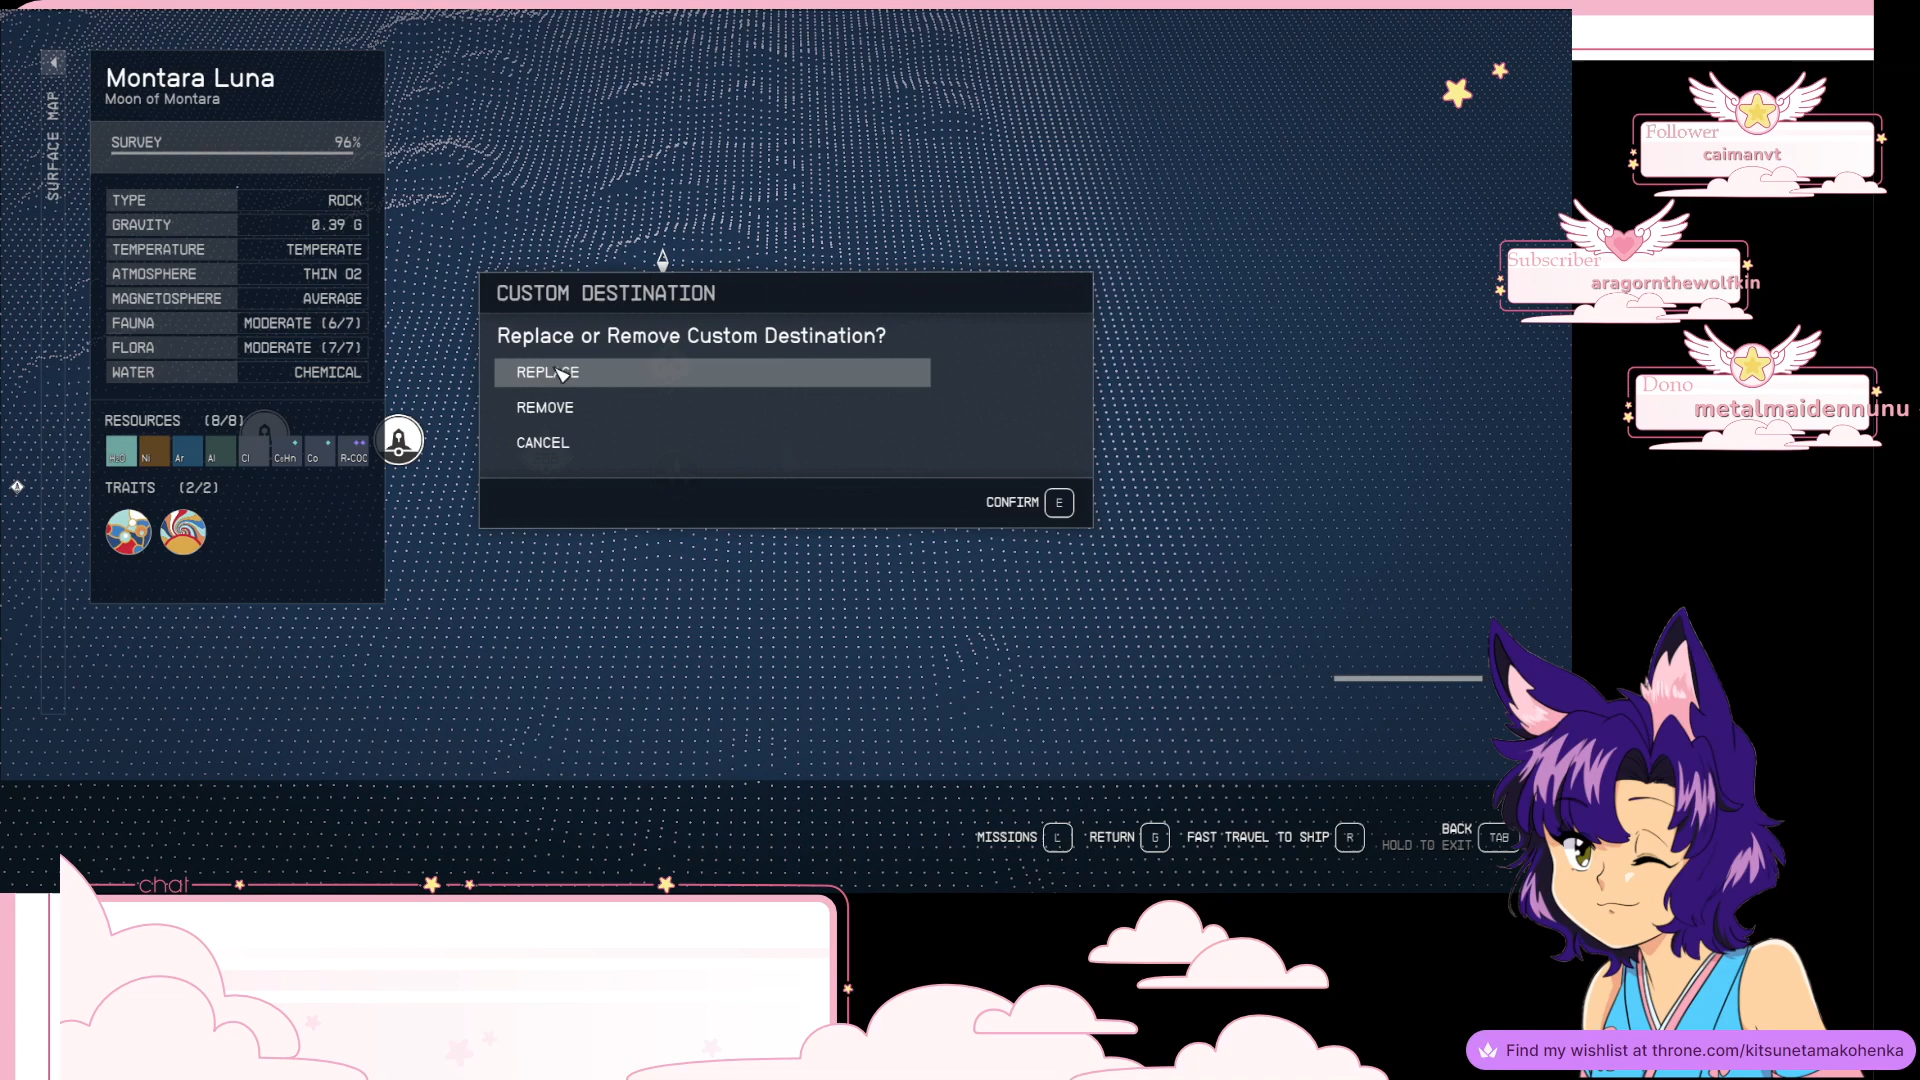 SURFACE MAP
Montara Luna
Moon of Montara
SURVEY 96%
TYPE ROCK
GRAVITY 0.39 G
TEMPERATURE TEMPERATE
ATMOSPHERE THIN O2
MAGNETOSPHERE AVERAGE
FAUNA MODERATE (6/7)
FLORA MODERATE (7/7)
WATER CHEMICAL
RESOURCES (8/8)
H2O Ni Ar Al Cl CxHn Co R-COC
TRAITS (2/2)
CUSTOM DESTINATION
Replace or Remove Custom Destination?
REPLACE
REMOVE
CANCEL
CONFIRM E
MISSIONS L RETURN G FAST TRAVEL TO SHIP R BACK TAB
HOLD TO EXIT
Follower
caimanvt
Subscriber
aragornthewolfkin
Dono
metalmaidennunu
chat
Find my wishlist at throne.com/kitsunetamakohenka